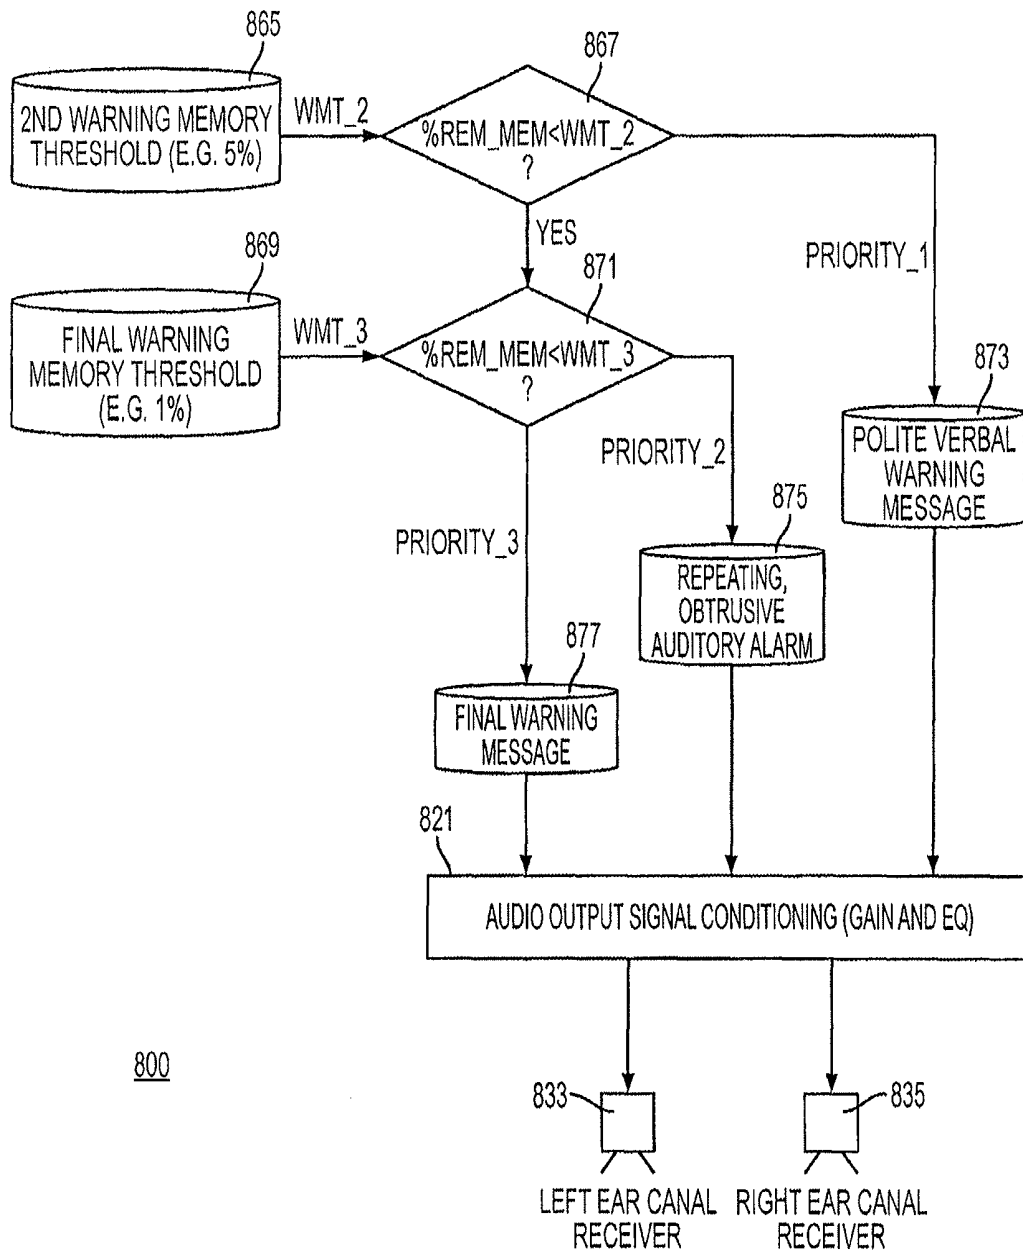 865
2ND WARNING MEMORY
THRESHOLD (E.G. 5%)
WMT_2
867
%REM_MEM<WMT_2
?
YES
PRIORITY_1
869
FINAL WARNING
MEMORY THRESHOLD
(E.G. 1%)
WMT_3
871
%REM_MEM<WMT_3
?
PRIORITY_2
873
POLITE VERBAL
WARNING
MESSAGE
PRIORITY_3
875
REPEATING,
OBTRUSIVE
AUDITORY ALARM
877
FINAL WARNING
MESSAGE
821
AUDIO OUTPUT SIGNAL CONDITIONING (GAIN AND EQ)
800
833
835
LEFT EAR CANAL
RECEIVER
RIGHT EAR CANAL
RECEIVER